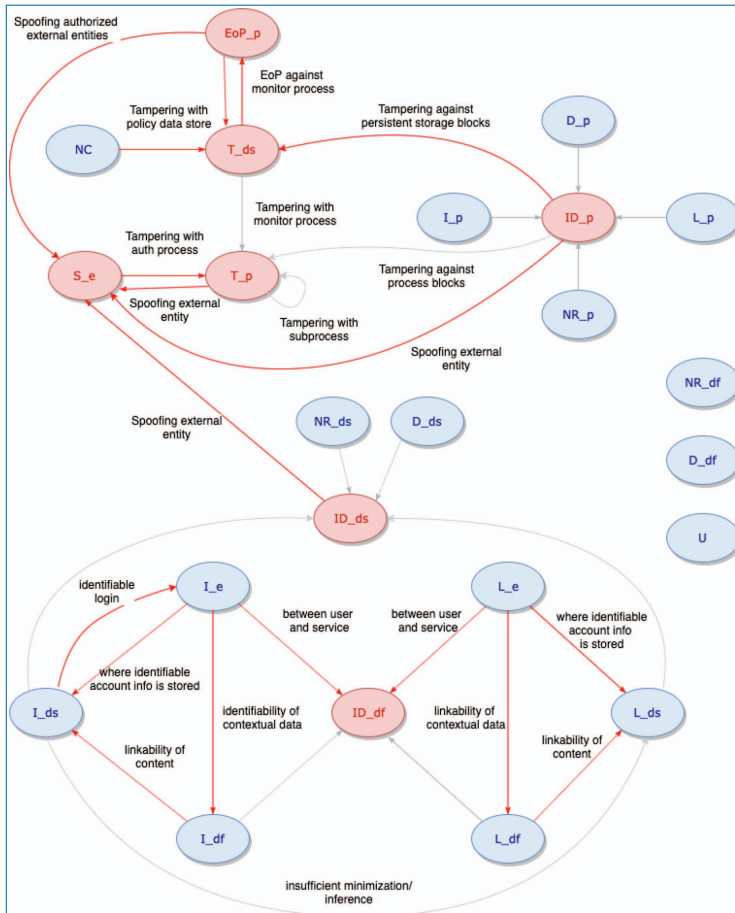 Spoofing authorized
external entities
EoP_p
EoP against
monitor process
Tampering with
policy data store
Tampering against
persistent storage blocks
D_p
NC
T_ds
I_p
ID_p
L_p
Tampering with
monitor process
Tampering with
auth process
S_e
T_p
Tampering against
process blocks
Spoofing external
entity
Tampering with
subprocess
NR_p
Spoofing external
entity
NR_df
Spoofing external
entity
NR_ds
D_ds
D_df
ID_ds
U
identifiable
login
I_e
L_e
between user
and service
between user
and service
where identifiable
account info
is stored
where identifiable
account info is stored
I_ds
identifiability of
contextual data
ID_df
linkability of
contextual data
L_ds
linkability of
content
linkability of
content
I_df
L_df
insufficient minimization/
inference